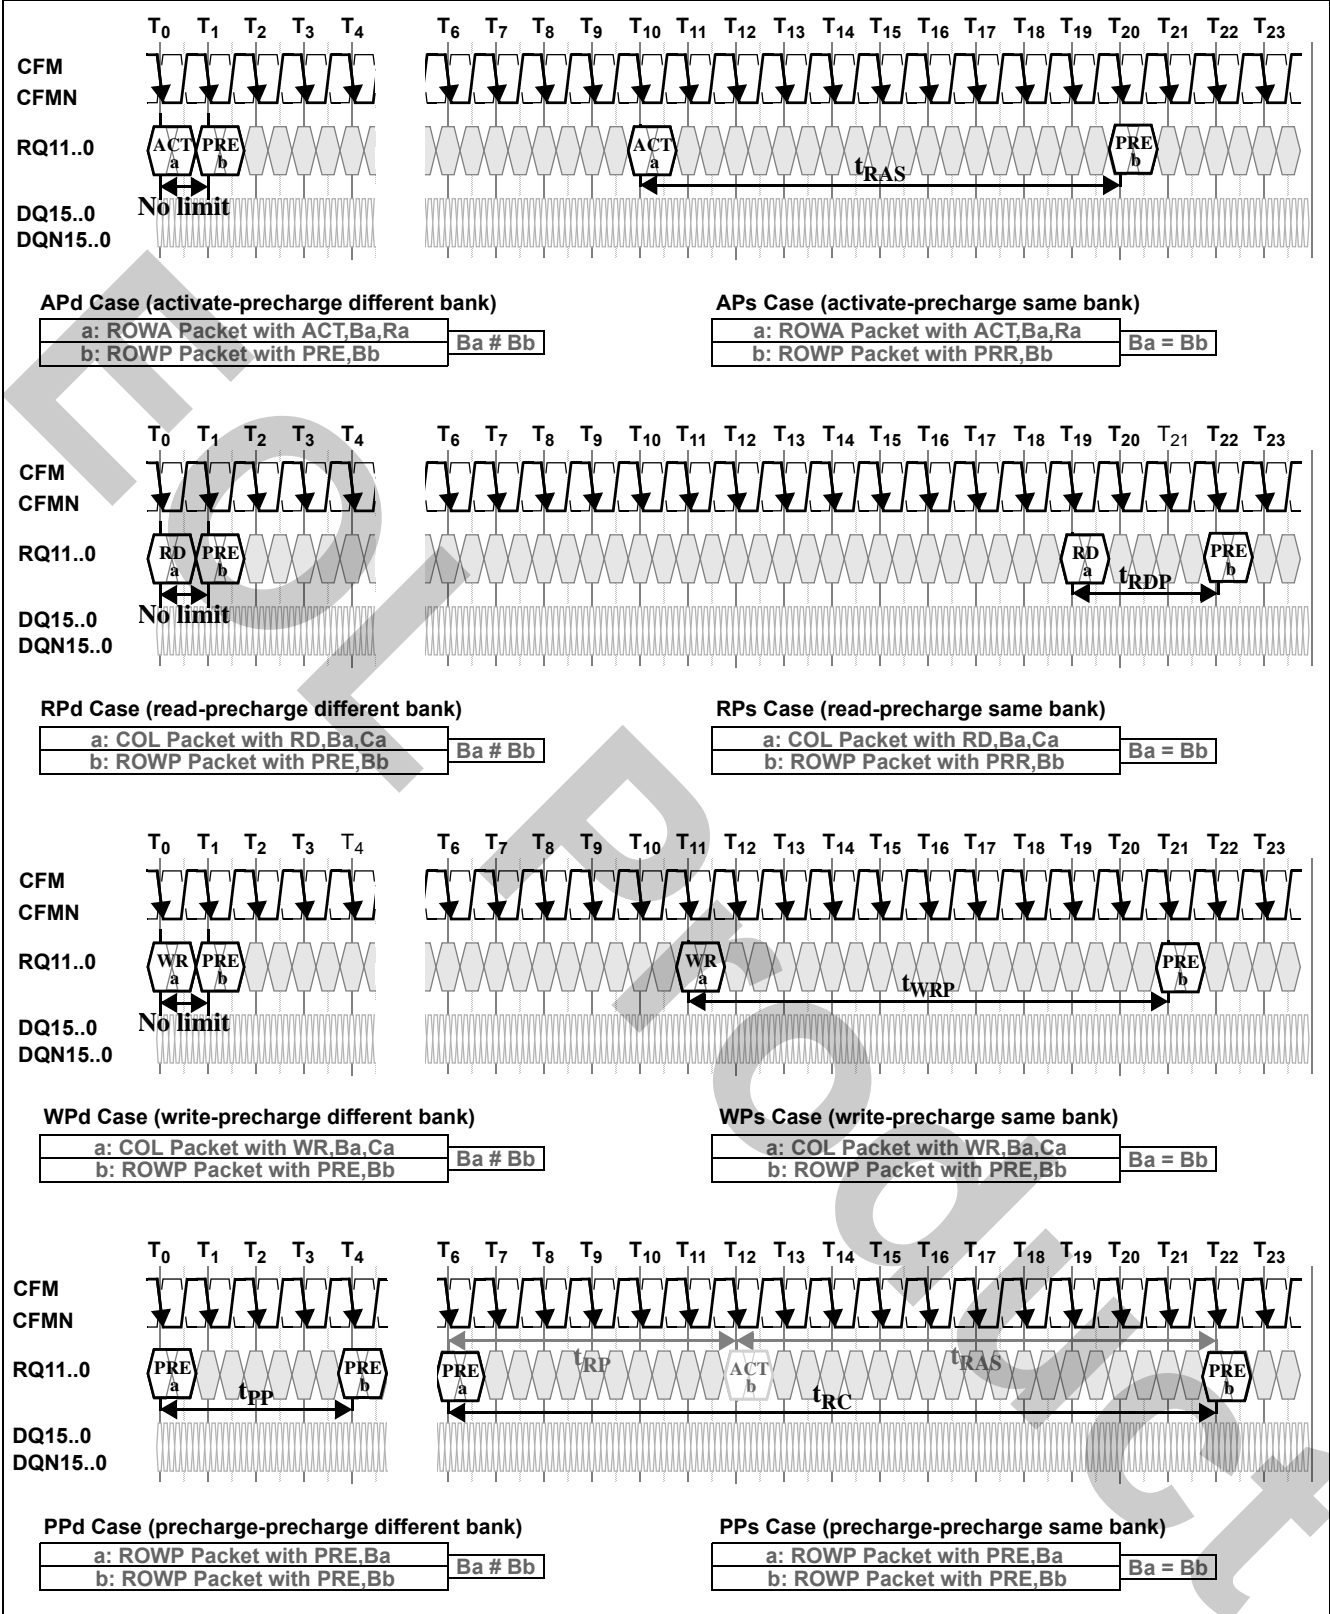 T0 T1 T2 T3 T4 T6 T7 T8 T9 T10 T11 T12 T13 T14 T15 T16 T17 T18 T19 T20 T21 T22 T23
CFM
CFMN
RQ11..0
ACT a PRE b ACT a PRE b
tRAS
No limit
DQ15..0
DQN15..0
APd Case (activate-precharge different bank) APs Case (activate-precharge same bank)
a: ROWA Packet with ACT,Ba,Ra a: ROWA Packet with ACT,Ba,Ra
Ba # Bb Ba = Bb
b: ROWP Packet with PRE,Bb b: ROWP Packet with PRR,Bb
T0 T1 T2 T3 T4 T6 T7 T8 T9 T10 T11 T12 T13 T14 T15 T16 T17 T18 T19 T20 T21 T22 T23
CFM
CFMN
RQ11..0
RD a PRE b RD a PRE b
tRDP
No limit
DQ15..0
DQN15..0
RPd Case (read-precharge different bank) RPs Case (read-precharge same bank)
a: COL Packet with RD,Ba,Ca a: COL Packet with RD,Ba,Ca
Ba # Bb Ba = Bb
b: ROWP Packet with PRE,Bb b: ROWP Packet with PRR,Bb
T0 T1 T2 T3 T4 T6 T7 T8 T9 T10 T11 T12 T13 T14 T15 T16 T17 T18 T19 T20 T21 T22 T23
CFM
CFMN
RQ11..0
WR a PRE b WR a PRE b
tWRP
No limit
DQ15..0
DQN15..0
WPd Case (write-precharge different bank) WPs Case (write-precharge same bank)
a: COL Packet with WR,Ba,Ca a: COL Packet with WR,Ba,Ca
Ba # Bb Ba = Bb
b: ROWP Packet with PRE,Bb b: ROWP Packet with PRE,Bb
T0 T1 T2 T3 T4 T6 T7 T8 T9 T10 T11 T12 T13 T14 T15 T16 T17 T18 T19 T20 T21 T22 T23
CFM
CFMN
tRP tRAS
RQ11..0
PRE a PRE b PRE a ACT b PRE b
tPP tRC
DQ15..0
DQN15..0
PPd Case (precharge-precharge different bank) PPs Case (precharge-precharge same bank)
a: ROWP Packet with PRE,Ba a: ROWP Packet with PRE,Ba
Ba # Bb Ba = Bb
b: ROWP Packet with PRE,Bb b: ROWP Packet with PRE,Bb
EOL Product